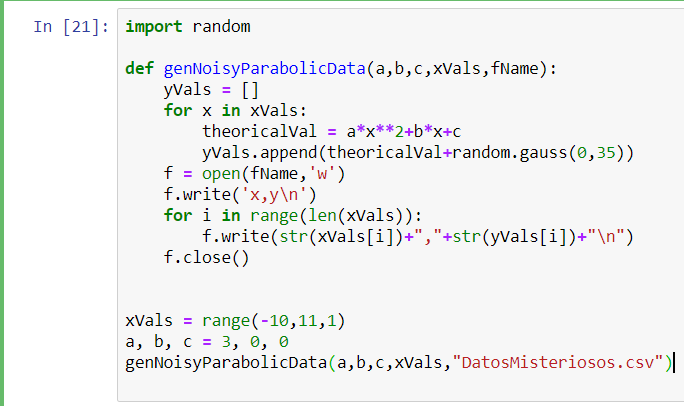 In [21]: import random
def genNoisyParabolicData(a,b,c,xVals,fName):
yVals = []
for x in xVals:
theoricalVal = a*x**2+b*x+c
yVals.append(theoricalVal+random.gauss(0,35))
f = open(fName,'w')
f.write('x,y\n')
for i in range(len(xVals)):
f.write(str(xVals[i])+","+str(yVals[i])+"\n")
f.close()
xVals = range(-10,11,1)
a, b, c = 3, 0, 0
genNoisyParabolicData(a,b,c,xVals,"DatosMisteriosos.csv")